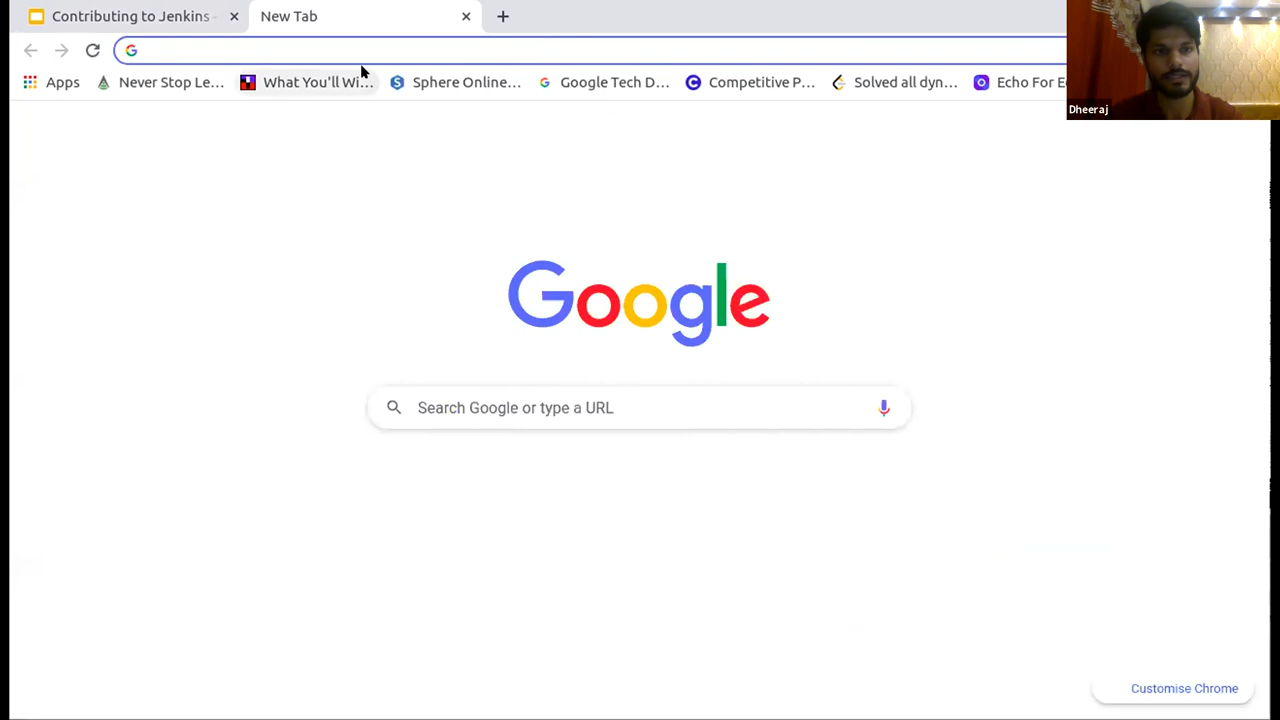 Contributing to Jenkins
New Tab
Apps
Never Stop Le...
What You'll Wi...
Sphere Online...
Google Tech D...
Competitive P...
Solved all dyn...
Echo For E
Dheeraj
Google
Search Google or type a URL
Customise Chrome